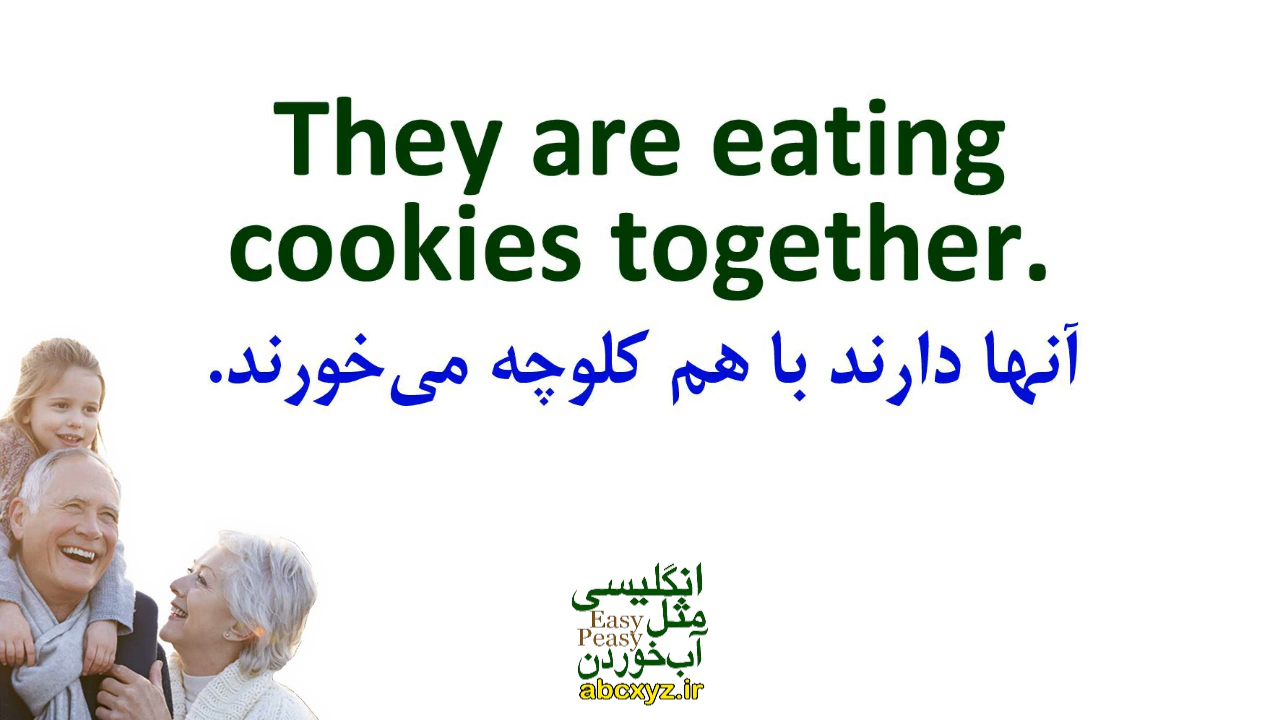 They are eating
cookies together.
آنها دارند با هم کلوچه می‌خورند.
انگلیسی
مثل
Easy
Peasy
آب‌خوردن
abcxyz.ir